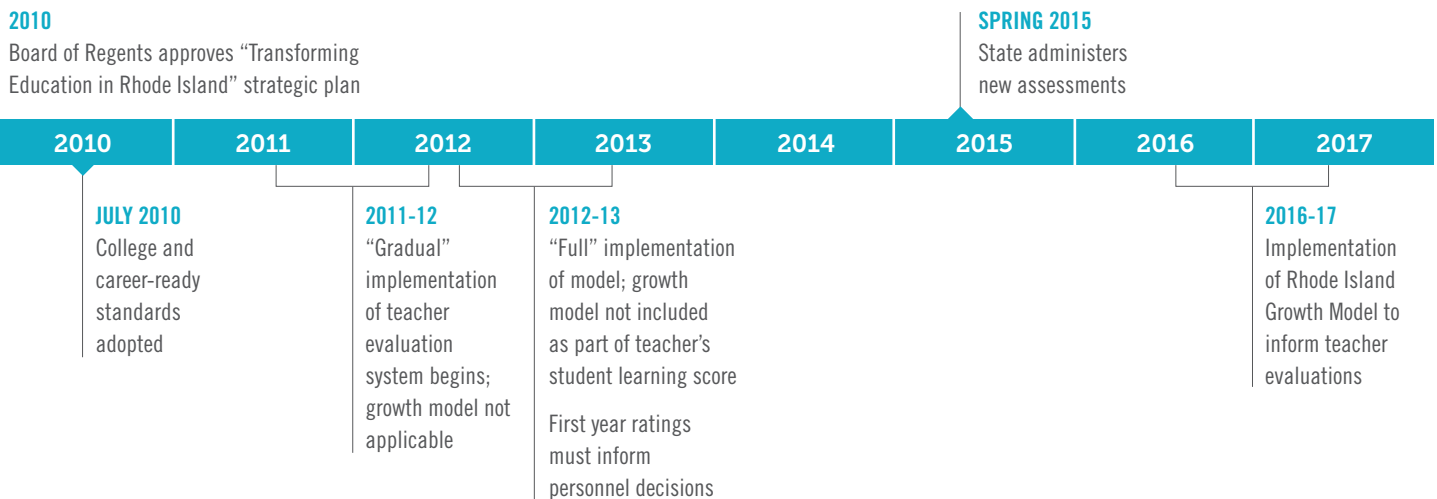 2010
Board of Regents approves “Transforming
Education in Rhode Island” strategic plan
SPRING 2015
State administers
new assessments
2010
2011
2012
2013
2014
2015
2016
2017
JULY 2010
College and
career-ready
standards
adopted
2011-12
“Gradual”
implementation
of teacher
evaluation
system begins;
growth model not
applicable
2012-13
“Full” implementation
of model; growth
model not included
as part of teacher’s
student learning score
First year ratings
must inform
personnel decisions
2016-17
Implementation
of Rhode Island
Growth Model to
inform teacher
evaluations